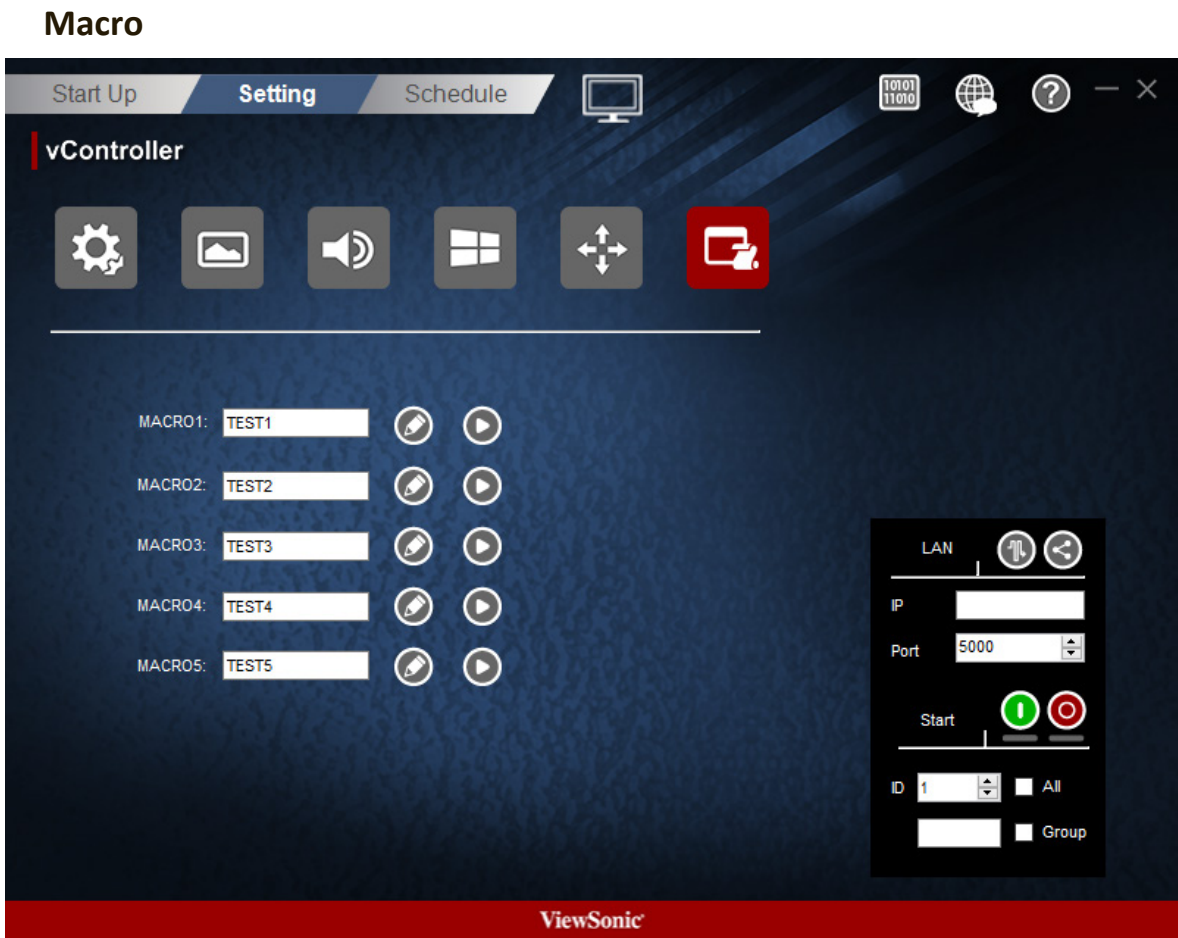 Macro
Start Up Setting Schedule
10101
11010
?
vController
MACRO1: TEST1
MACRO2: TEST2
MACRO3: TEST3
MACRO4: TEST4
MACRO5: TEST5
LAN
IP
Port 5000
Start
ID 1 All
Group
ViewSonic